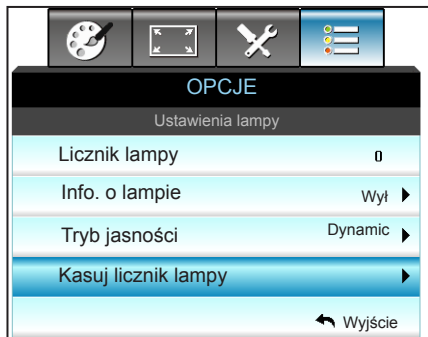 OPCJE
Ustawienia lampy
Licznik lampy 0
Info. o lampie Wył
Tryb jasności Dynamic
Kasuj licznik lampy
Wyjście